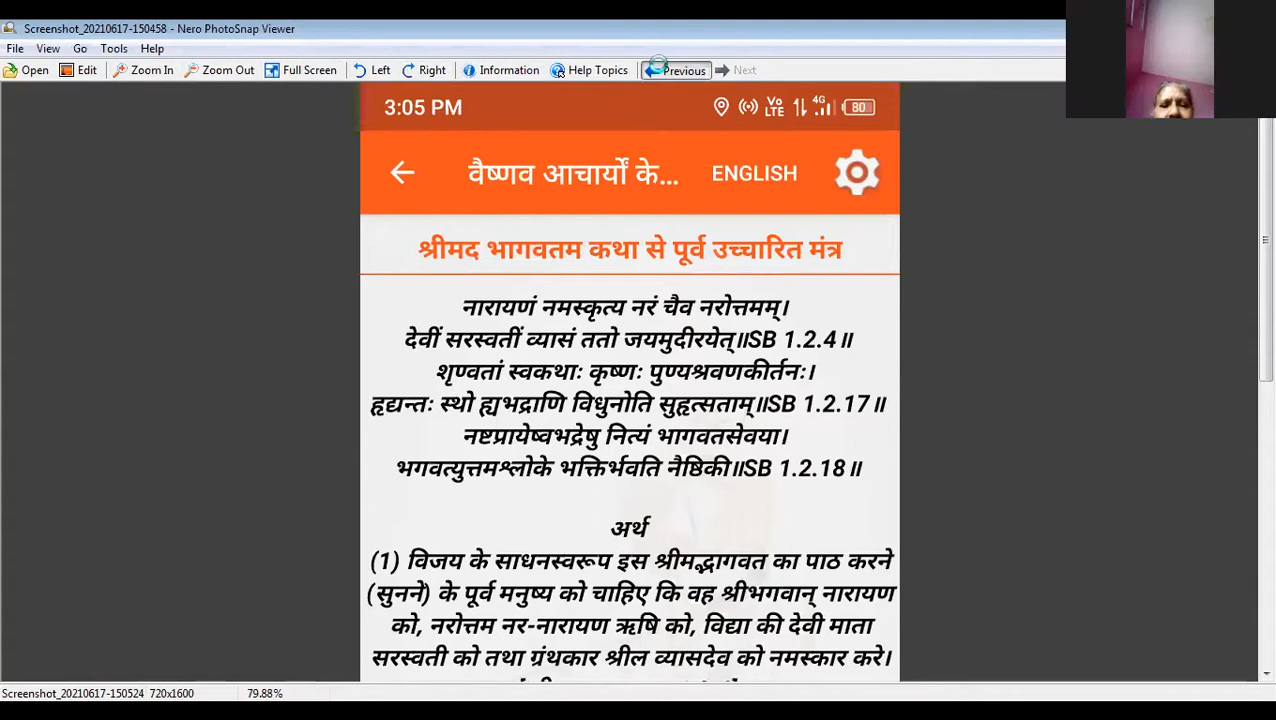 Screenshot_20210617-150458 - Nero PhotoSnap Viewer
File View Go Tools Help
Open Edit Zoom In Zoom Out Full Screen Left Right Information Help Topics Previous Next
3:05 PM Vo LTE 4G 80
वैष्णव आचार्यों के... ENGLISH
श्रीमद भागवतम कथा से पूर्व उच्चारित मंत्र
नारायणं नमस्कृत्य नरं चैव नरोत्तमम्।
देवीं सरस्वतीं व्यासं ततो जयमुदीरयेत्॥SB 1.2.4॥
शृण्वतां स्वकथाः कृष्णः पुण्यश्रवणकीर्तनः।
हृद्यन्तः स्थो ह्यभद्राणि विधुनोति सुहृत्सताम्॥SB 1.2.17॥
नष्टप्रायेष्वभद्रेषु नित्यं भागवतसेवया।
भगवत्युत्तमश्लोके भक्तिर्भवति नैष्ठिकी॥SB 1.2.18॥
अर्थ
(1) विजय के साधनस्वरूप इस श्रीमद्भागवत का पाठ करने
(सुनने) के पूर्व मनुष्य को चाहिए कि वह श्रीभगवान् नारायण
को, नरोत्तम नर-नारायण ऋषि को, विद्या की देवी माता
सरस्वती को तथा ग्रंथकार श्रील व्यासदेव को नमस्कार करे।
Screenshot_20210617-150524 720x1600 79.88%